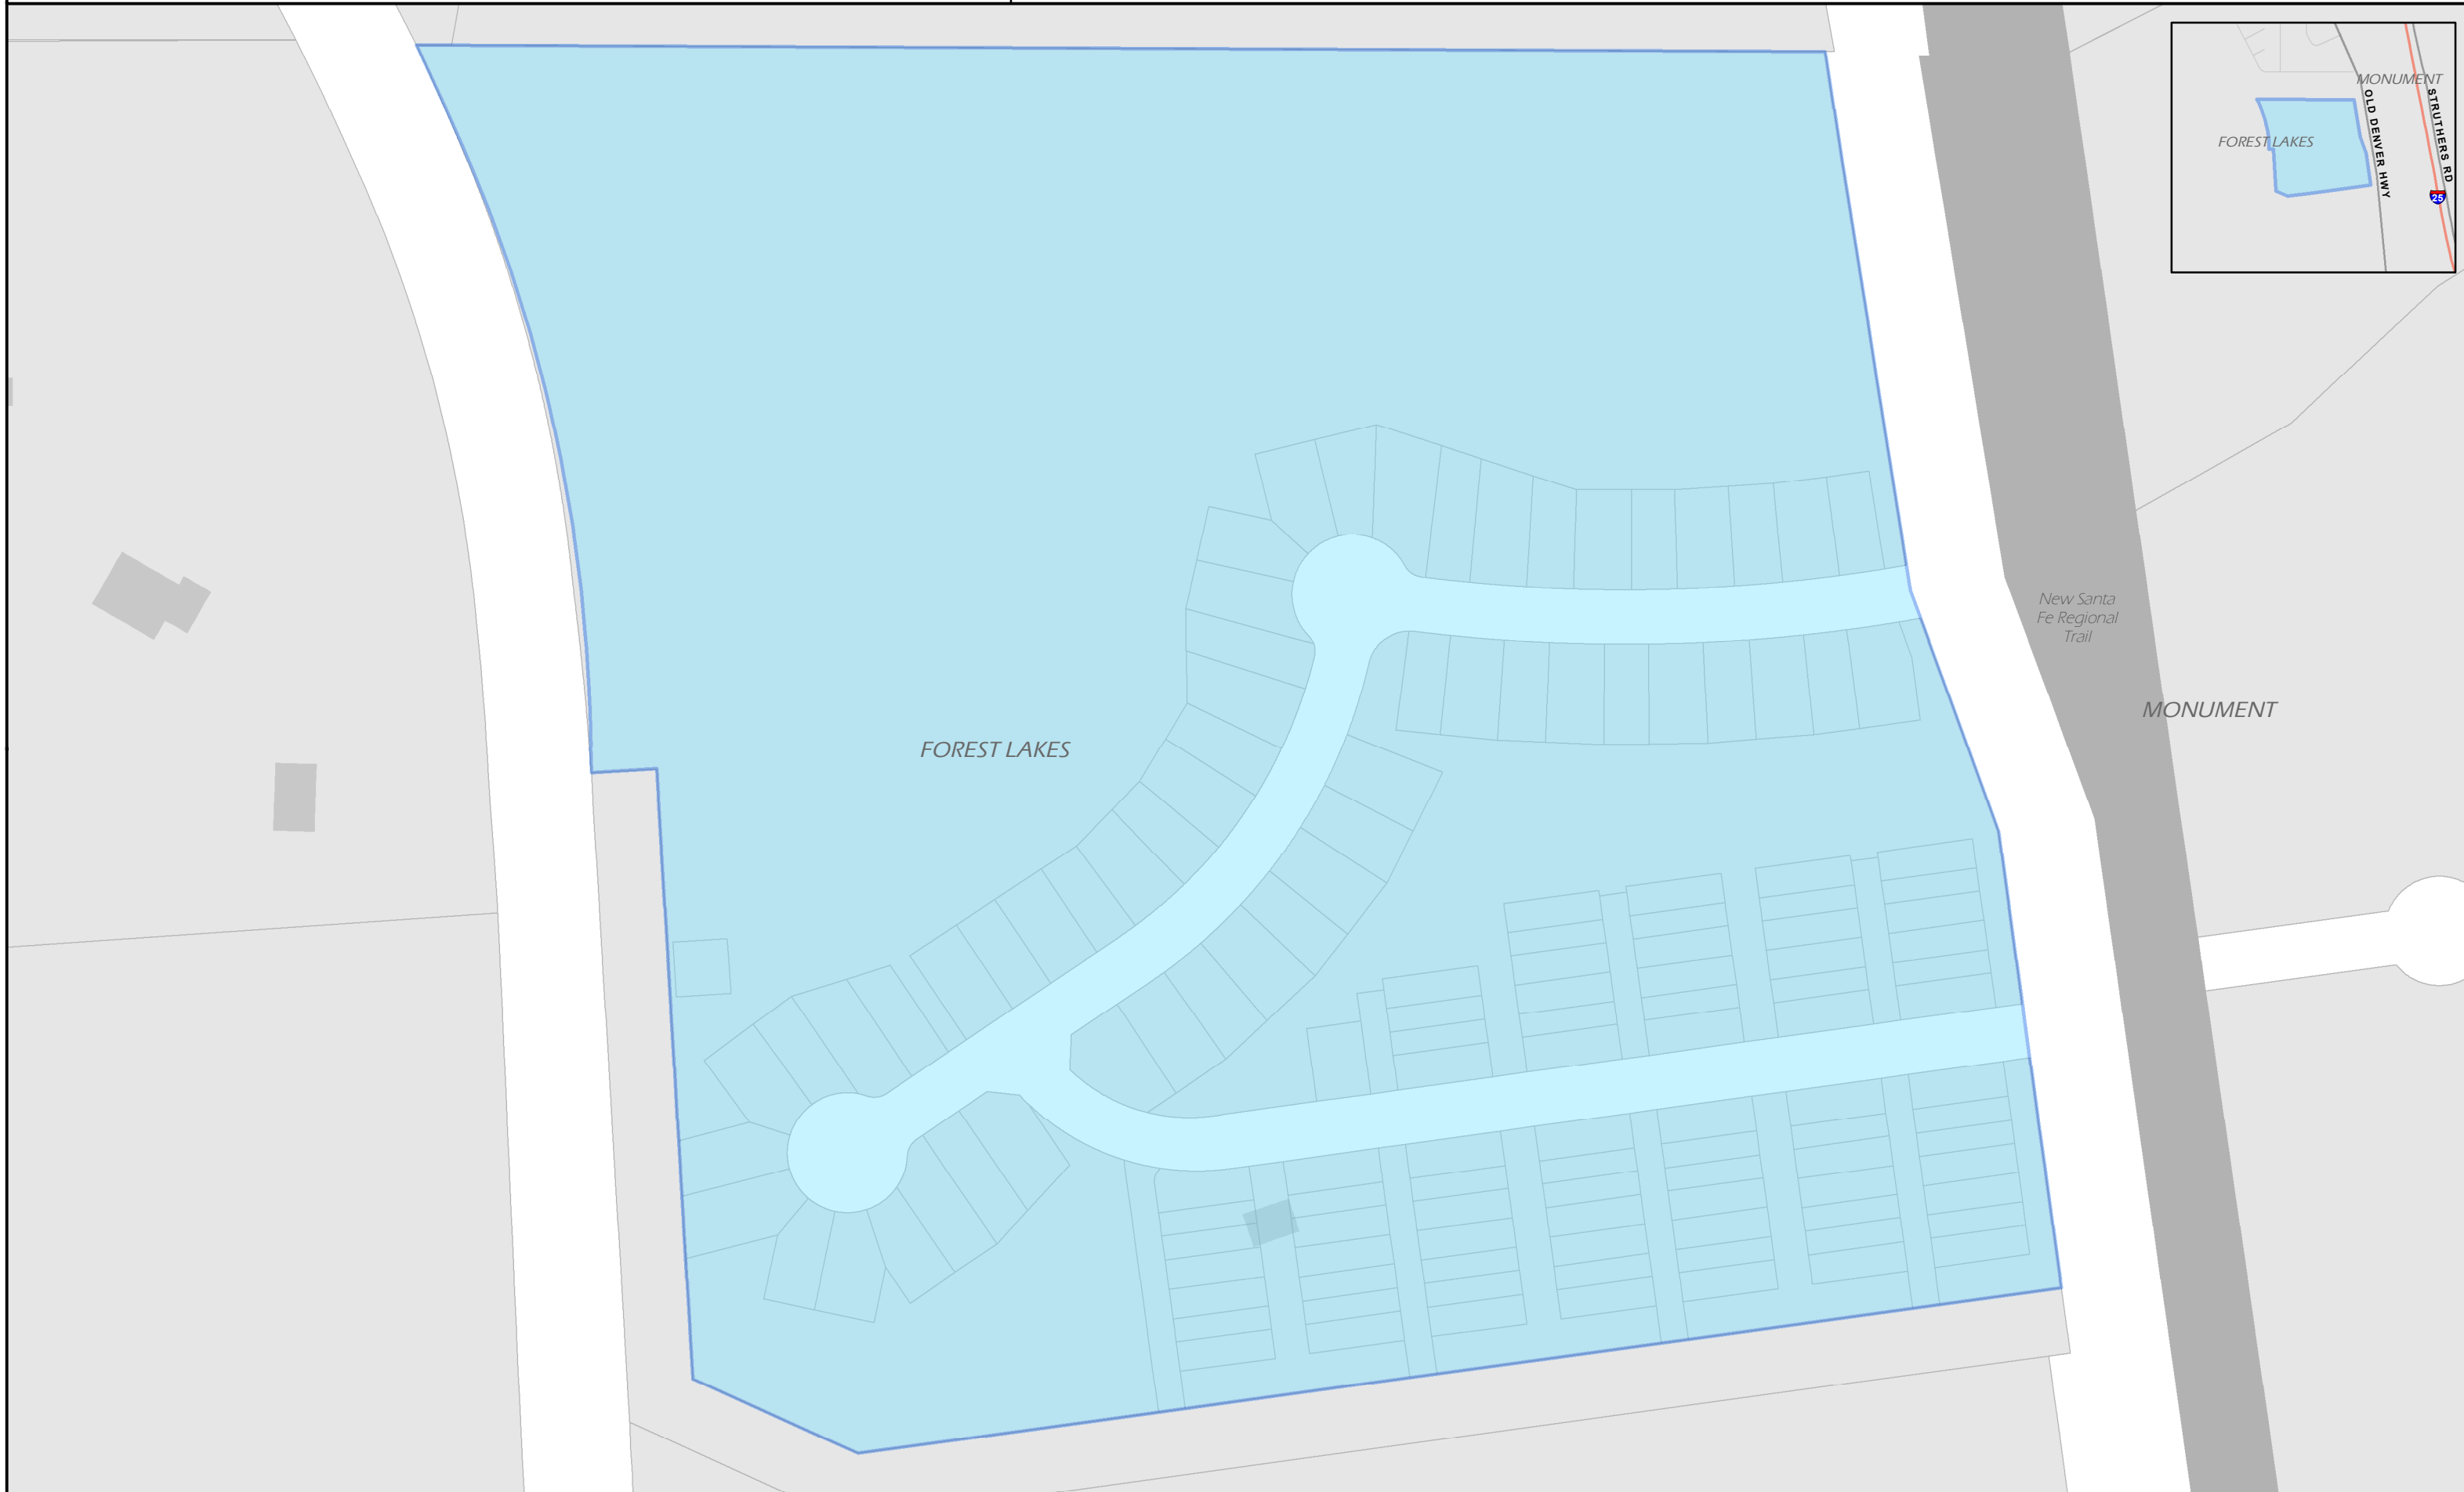 MONUMENT
OLD DENVER HWY
STRUTHERS RD
FOREST LAKES
25
New Santa
Fe Regional
Trail
MONUMENT
FOREST LAKES